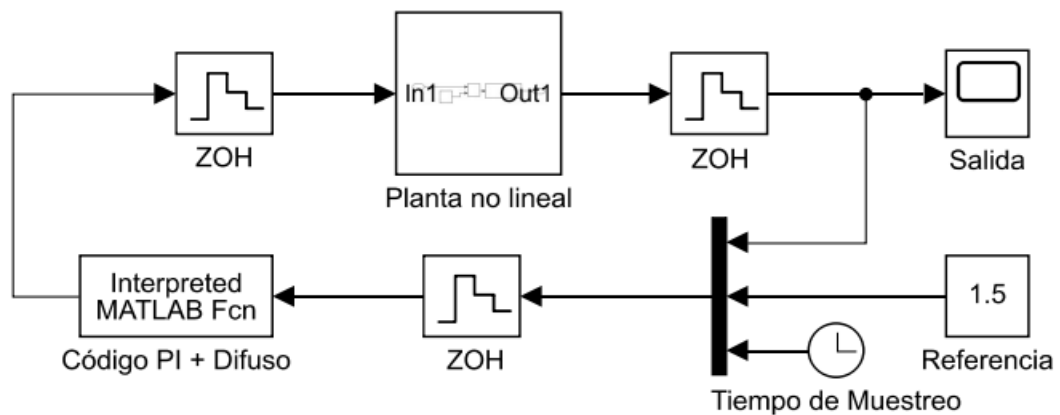 In1
Out1
ZOH
Planta no lineal
ZOH
Salida
Interpreted
MATLAB Fcn
Código PI + Difuso
ZOH
1.5
Referencia
Tiempo de Muestreo